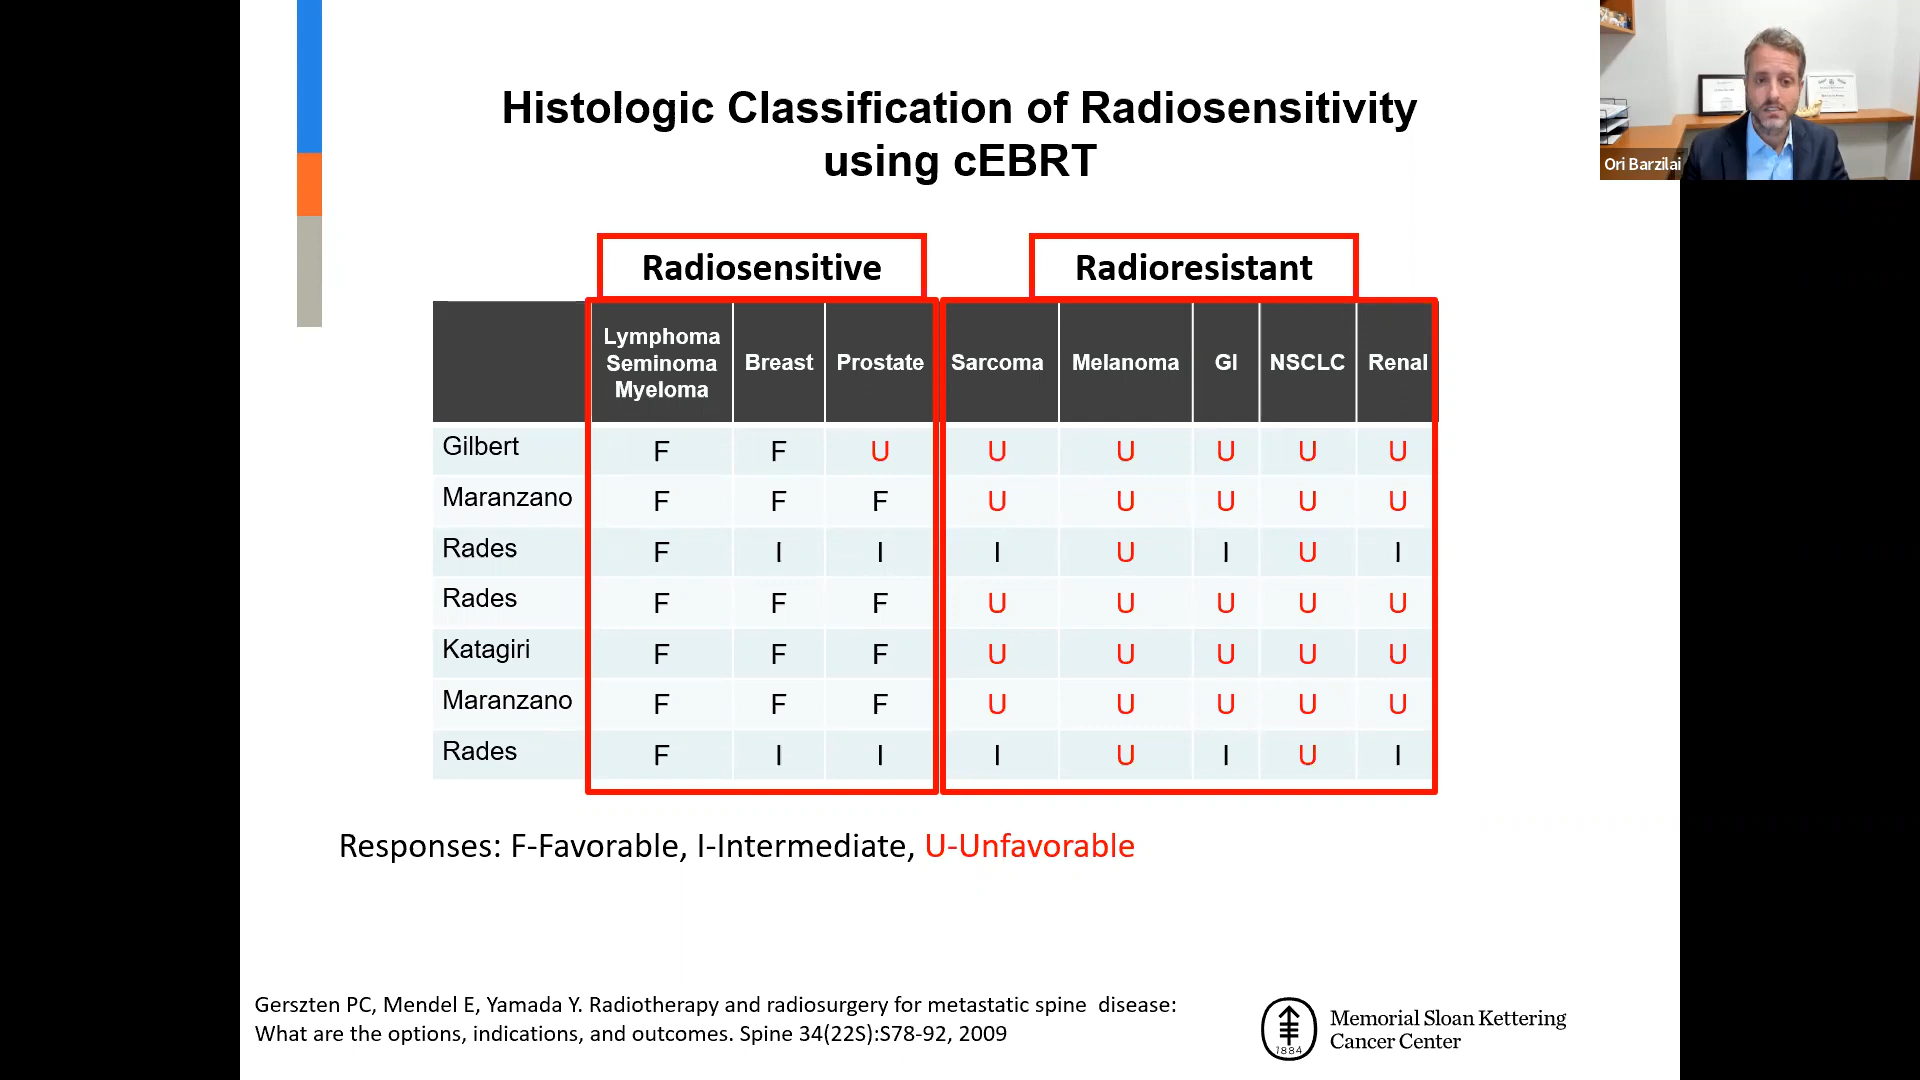 Histologic Classification of Radiosensitivity
using cEBRT
Ori Barzilai
Radiosensitive Radioresistant
Lymphoma
Seminoma
Myeloma
Breast Prostate Sarcoma Melanoma GI NSCLC Renal
Gilbert F F U U U U U U
Maranzano F F F U U U U U
Rades F I I I U I U I
Rades F F F U U U U U
Katagiri F F F U U U U U
Maranzano F F F U U U U U
Rades F I I I U I U I
Responses: F-Favorable, I-Intermediate, U-Unfavorable
Gerszten PC, Mendel E, Yamada Y. Radiotherapy and radiosurgery for metastatic spine disease:
What are the options, indications, and outcomes. Spine 34(22S):S78-92, 2009
1884
Memorial Sloan Kettering
Cancer Center